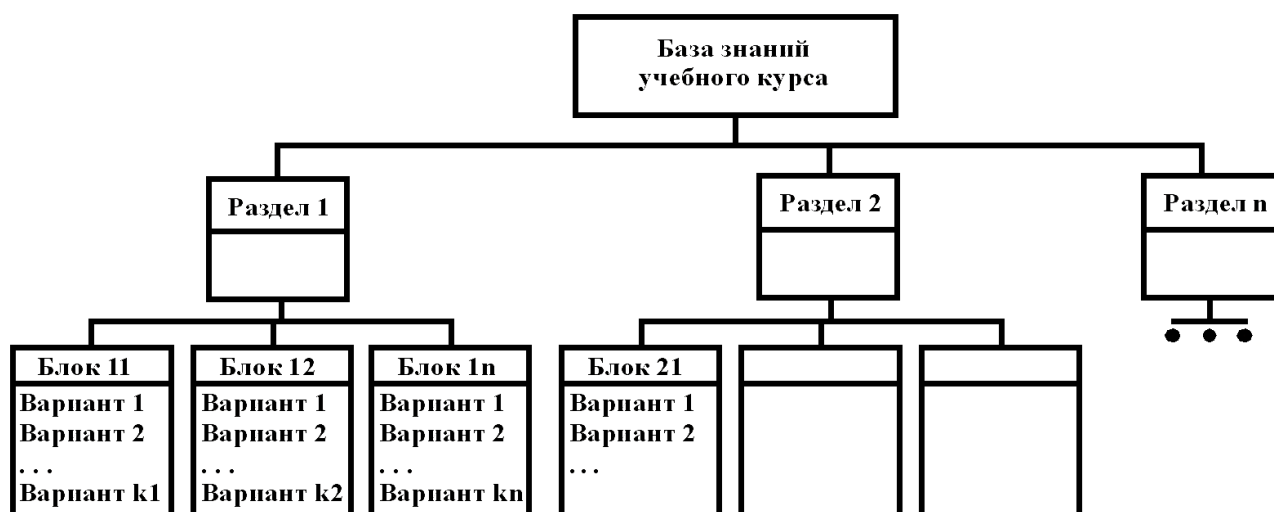 База знаний
учебного курса
Раздел 1
Раздел 2
Раздел n
Блок 11
Вариант 1
Вариант 2
. . .
Вариант k1
Блок 12
Вариант 1
Вариант 2
. . .
Вариант k2
Блок 1n
Вариант 1
Вариант 2
. . .
Вариант kn
Блок 21
Вариант 1
Вариант 2
...